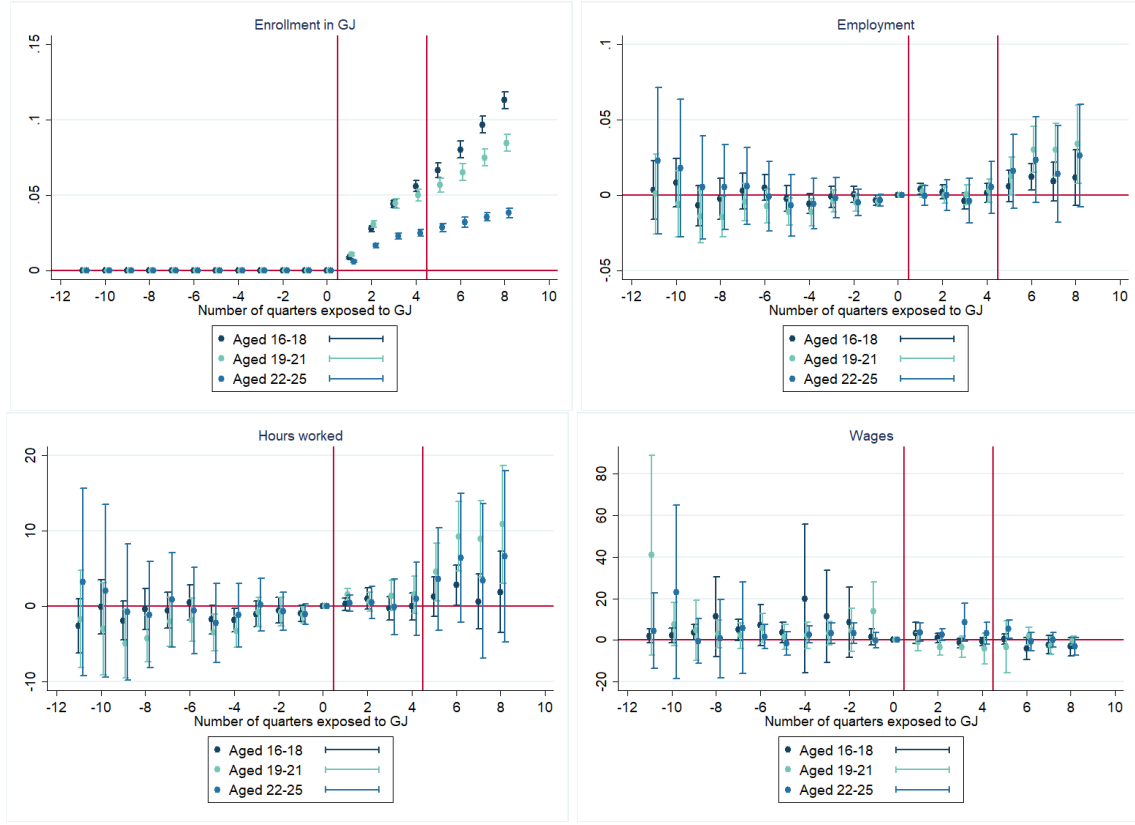 Enrollment in GJ
.15
.1
.05
0
-12 -10 -8 -6 -4 -2 0 2 4 6 8 10
Number of quarters exposed to GJ
Aged 16-18
Aged 19-21
Aged 22-25
Employment
.1
.05
0
-.05
-12 -10 -8 -6 -4 -2 0 2 4 6 8 10
Number of quarters exposed to GJ
Aged 16-18
Aged 19-21
Aged 22-25
Hours worked
20
10
0
-10
-12 -10 -8 -6 -4 -2 0 2 4 6 8 10
Number of quarters exposed to GJ
Aged 16-18
Aged 19-21
Aged 22-25
Wages
80
60
40
20
0
-20
-12 -10 -8 -6 -4 -2 0 2 4 6 8 10
Number of quarters exposed to GJ
Aged 16-18
Aged 19-21
Aged 22-25